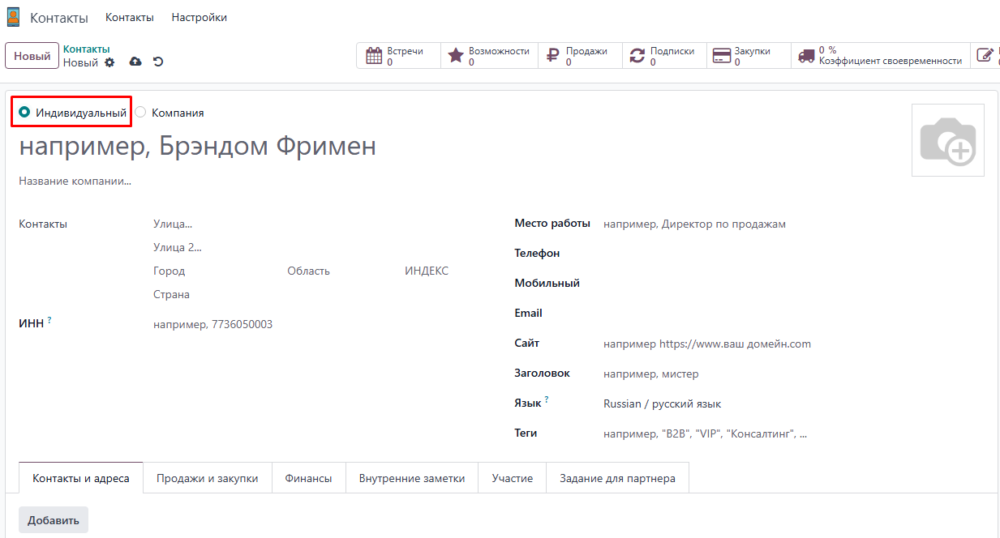 Контакты Контакты Настройки
Новый
Контакты
Новый
Встречи
0
Возможности
0
Продажи
0
Подписки
0
Закупки
0
0 %
Коэффициент своевременности
Индивидуальный Компания
например, Брэндом Фримен
Название компании...
Контакты
Улица...
Улица 2...
Город Область ИНДЕКС
Страна
ИНН ? например, 7736050003
Место работы например, Директор по продажам
Телефон
Мобильный
Email
Сайт например https://www.ваш домейн.com
Заголовок например, мистер
Язык ? Russian / русский язык
Теги например, "B2B", "VIP", "Консалтинг", ...
Контакты и адреса Продажи и закупки Финансы Внутренние заметки Участие Задание для партнера
Добавить